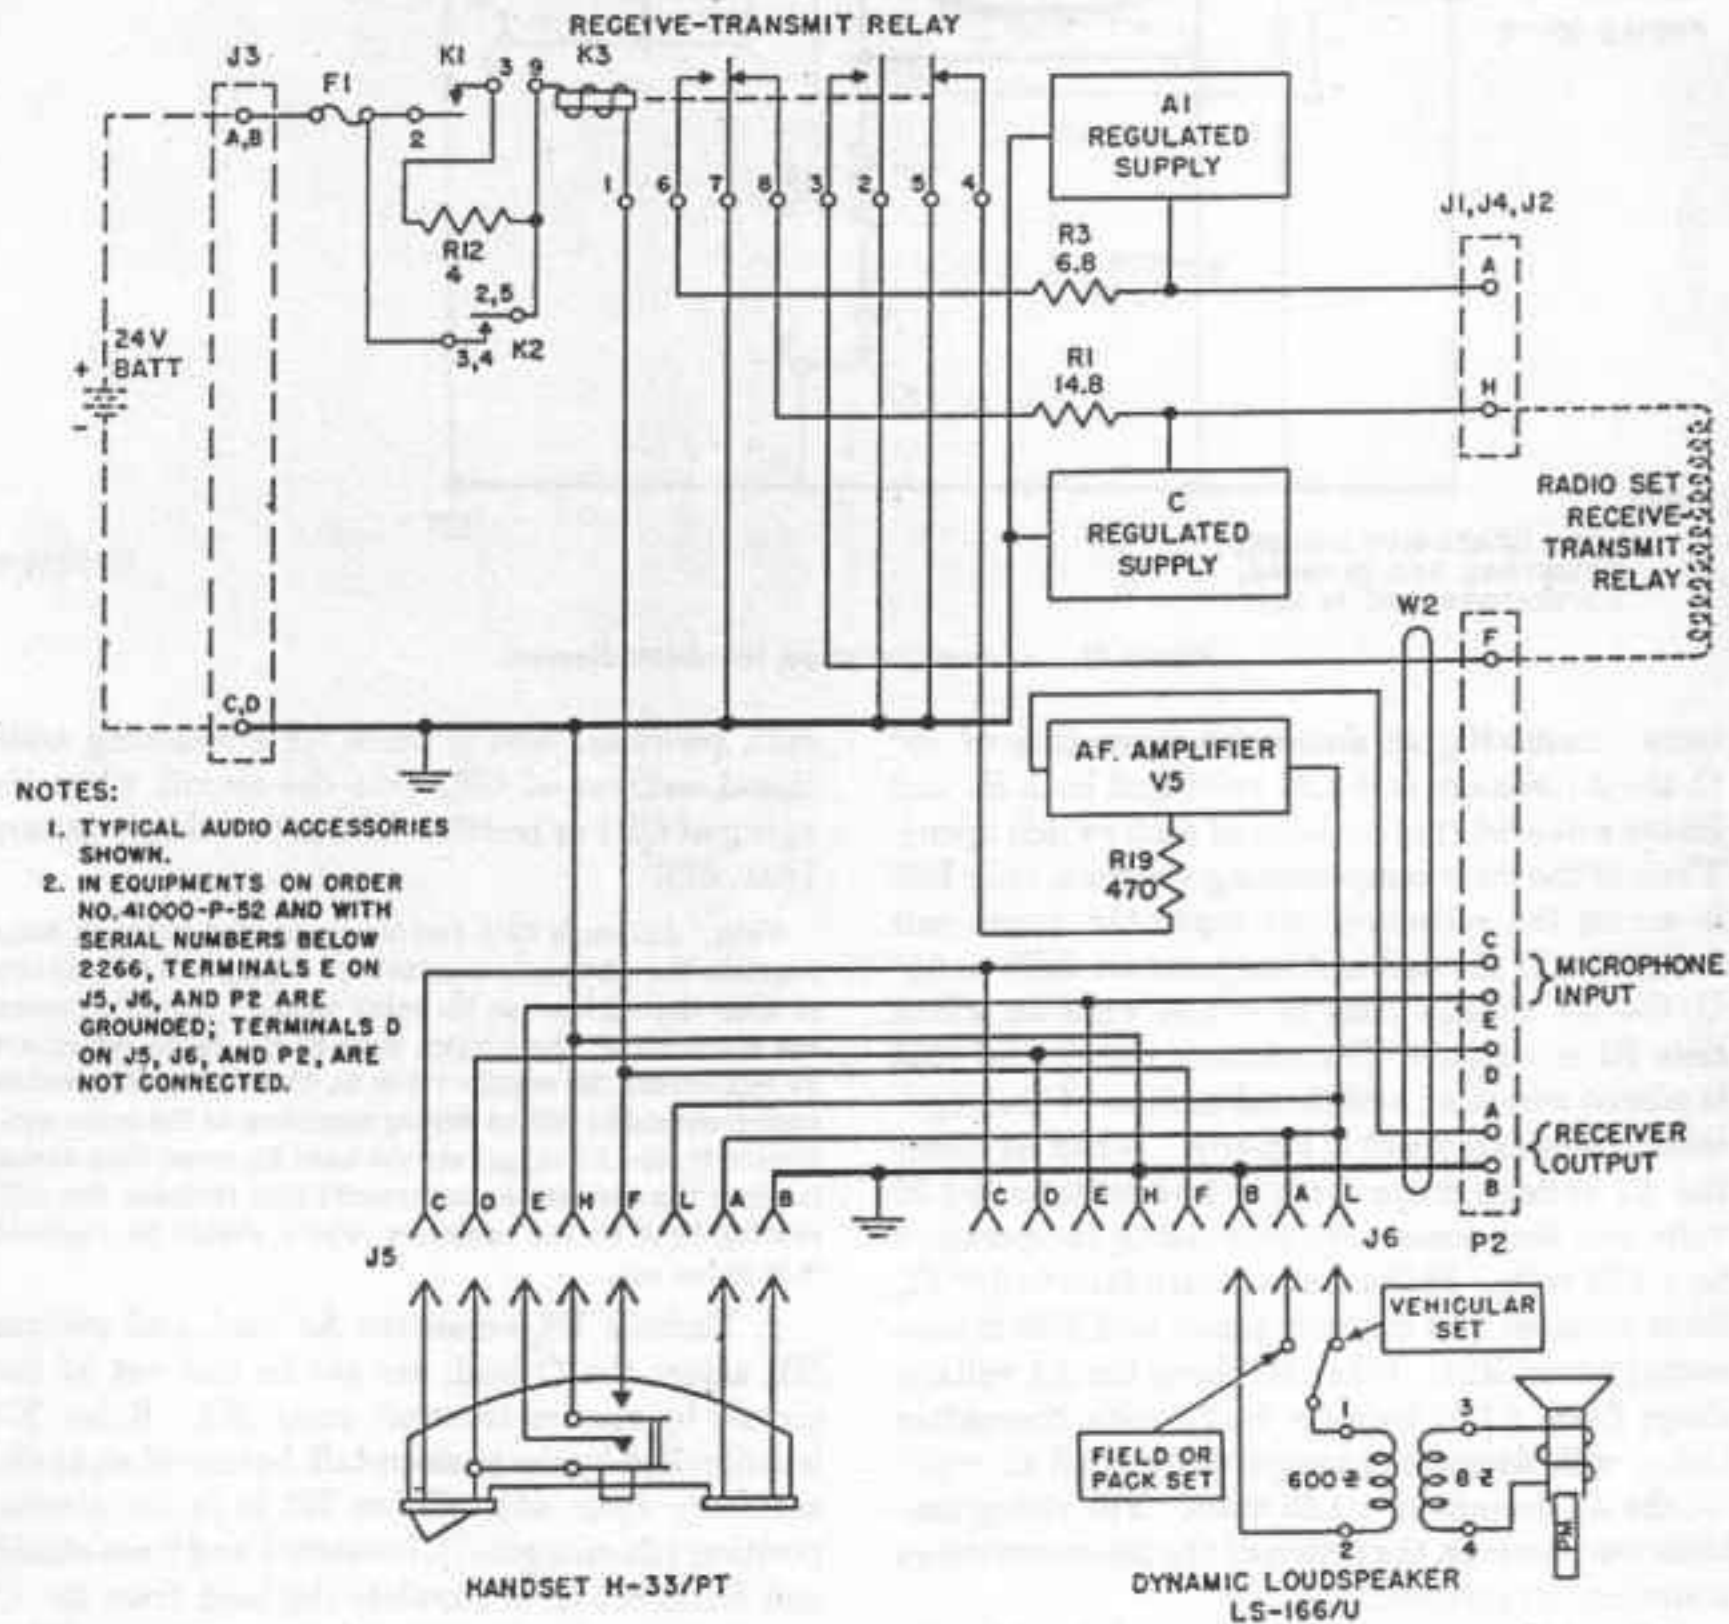 RECEIVE-TRANSMIT RELAY
J3
F1
K1
3
9
K3
A,B
2
A1
REGULATED
SUPPLY
1
6
7
8
3
2
5
4
J1, J4, J2
R12
4
R3
6.8
A
2,5
3,4
K2
24V
BATT
+
-
R1
14.8
H
C
REGULATED
SUPPLY
RADIO SET
RECEIVE-
TRANSMIT
RELAY
W2
F
C,D
AF. AMPLIFIER
V5
R19
470
NOTES:
1. TYPICAL AUDIO ACCESSORIES
SHOWN.
2. IN EQUIPMENTS ON ORDER
NO. 41000-P-52 AND WITH
SERIAL NUMBERS BELOW
2266, TERMINALS E ON
J5, J6, AND P2 ARE
GROUNDED; TERMINALS D
ON J5, J6, AND P2, ARE
NOT CONNECTED.
C
E
D
A
B
MICROPHONE
INPUT
RECEIVER
OUTPUT
C D E H F L A B
C D E H F B A L
J5
J6
P2
VEHICULAR
SET
FIELD OR
PACK SET
1
3
600
8
2
4
PM
HANDSET H-33/PT
DYNAMIC LOUDSPEAKER
LS-166/U